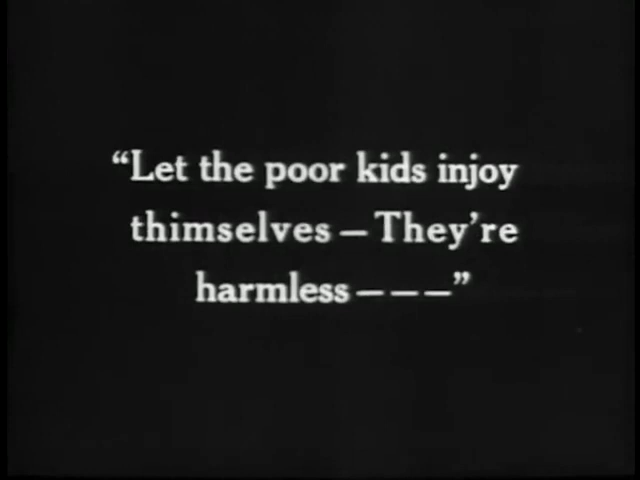 “Let the poor kids injoy
thimselves — They’re
harmless — — —”